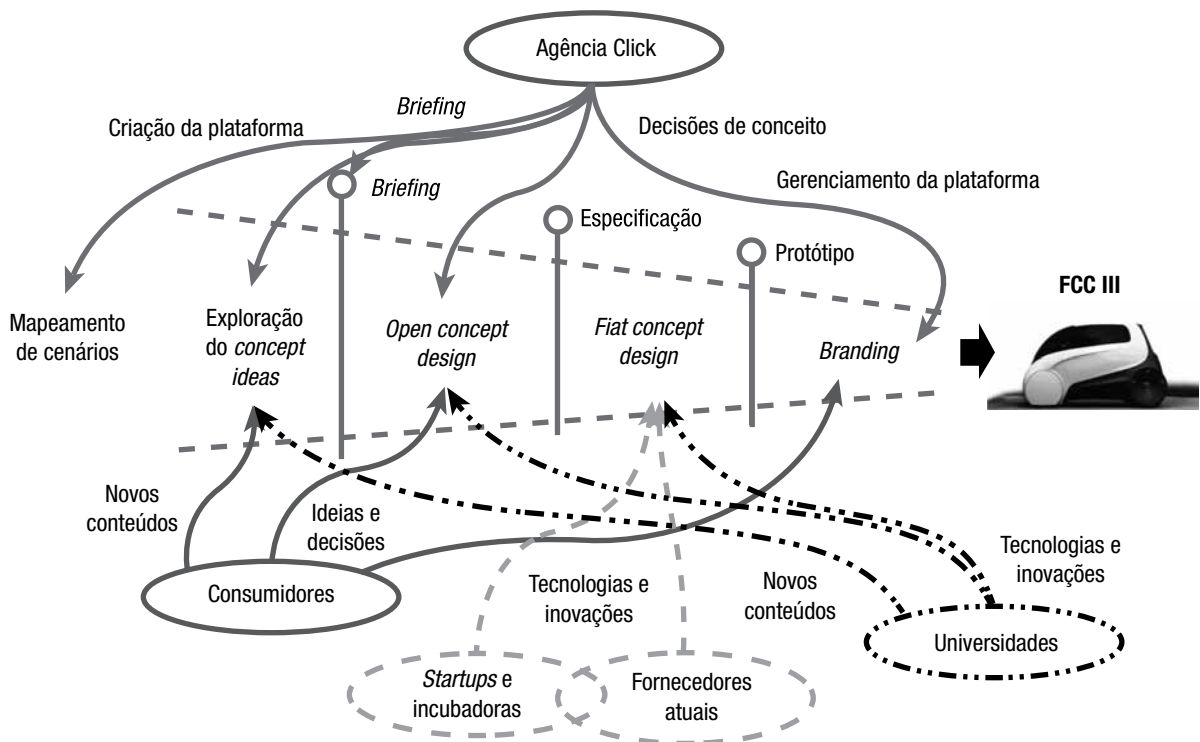 Agência Click
Briefing
Criação da plataforma
Decisões de conceito
Briefing
Gerenciamento da plataforma
Especificação
Protótipo
FCC III
Mapeamento
de cenários
Exploração
do concept
ideas
Open concept
design
Fiat concept
design
Branding
Novos
conteúdos
Ideias e
decisões
Tecnologias e
inovações
Novos
conteúdos
Tecnologias e
inovações
Consumidores
Universidades
Startups e
incubadoras
Fornecedores
atuais